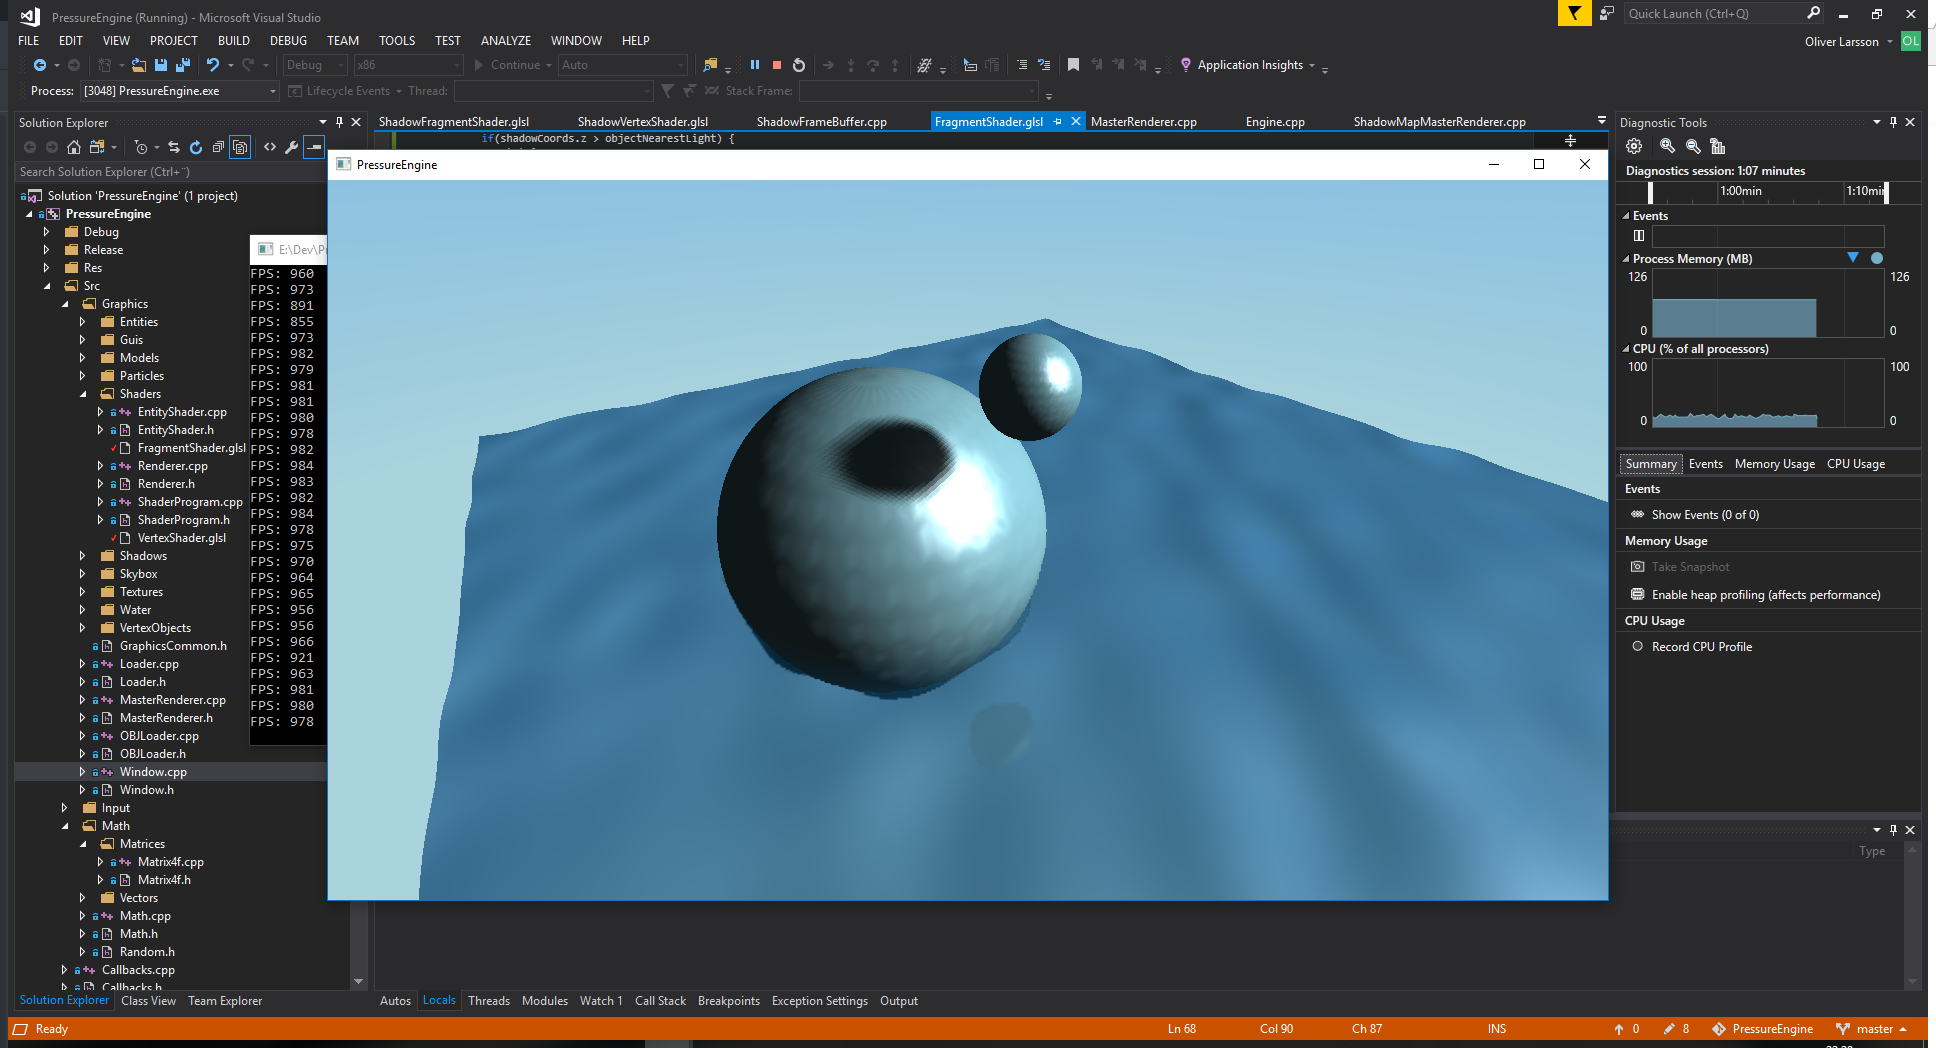 PressureEngine (Running) - Microsoft Visual Studio
Quick Launch (Ctrl+Q)
FILE EDIT VIEW PROJECT BUILD DEBUG TEAM TOOLS TEST ANALYZE WINDOW HELP
Oliver Larsson OL
Debug x86 Continue Auto Application Insights
Process: [3048] PressureEngine.exe Lifecycle Events Thread: Stack Frame:
Solution Explorer
Search Solution Explorer (Ctrl+¨)
Solution 'PressureEngine' (1 project)
PressureEngine
Debug
Release
Res
Src
Graphics
Entities
Guis
Models
Particles
Shaders
EntityShader.cpp
EntityShader.h
FragmentShader.glsl
Renderer.cpp
Renderer.h
ShaderProgram.cpp
ShaderProgram.h
VertexShader.glsl
Shadows
Skybox
Textures
Water
VertexObjects
GraphicsCommon.h
Loader.cpp
Loader.h
MasterRenderer.cpp
MasterRenderer.h
OBJLoader.cpp
OBJLoader.h
Window.cpp
Window.h
Input
Math
Matrices
Matrix4f.cpp
Matrix4f.h
Vectors
Math.cpp
Math.h
Random.h
Callbacks.cpp
Callbacks.h
Solution Explorer Class View Team Explorer
ShadowFragmentShader.glsl ShadowVertexShader.glsl ShadowFrameBuffer.cpp FragmentShader.glsl MasterRenderer.cpp Engine.cpp ShadowMapMasterRenderer.cpp
if(shadowCoords.z > objectNearestLight) {
PressureEngine
E:\Dev\Pr
FPS: 960
FPS: 973
FPS: 891
FPS: 855
FPS: 973
FPS: 982
FPS: 979
FPS: 981
FPS: 981
FPS: 980
FPS: 978
FPS: 982
FPS: 984
FPS: 983
FPS: 982
FPS: 984
FPS: 978
FPS: 975
FPS: 970
FPS: 964
FPS: 965
FPS: 956
FPS: 956
FPS: 966
FPS: 921
FPS: 963
FPS: 981
FPS: 980
FPS: 978
Diagnostic Tools
Diagnostics session: 1:07 minutes
1:00min 1:10min
Events
Process Memory (MB)
126 126
0 0
CPU (% of all processors)
100 100
0 0
Summary Events Memory Usage CPU Usage
Events
Show Events (0 of 0)
Memory Usage
Take Snapshot
Enable heap profiling (affects performance)
CPU Usage
Record CPU Profile
Type
Autos Locals Threads Modules Watch 1 Call Stack Breakpoints Exception Settings Output
Ready Ln 68 Col 90 Ch 87 INS 0 8 PressureEngine master